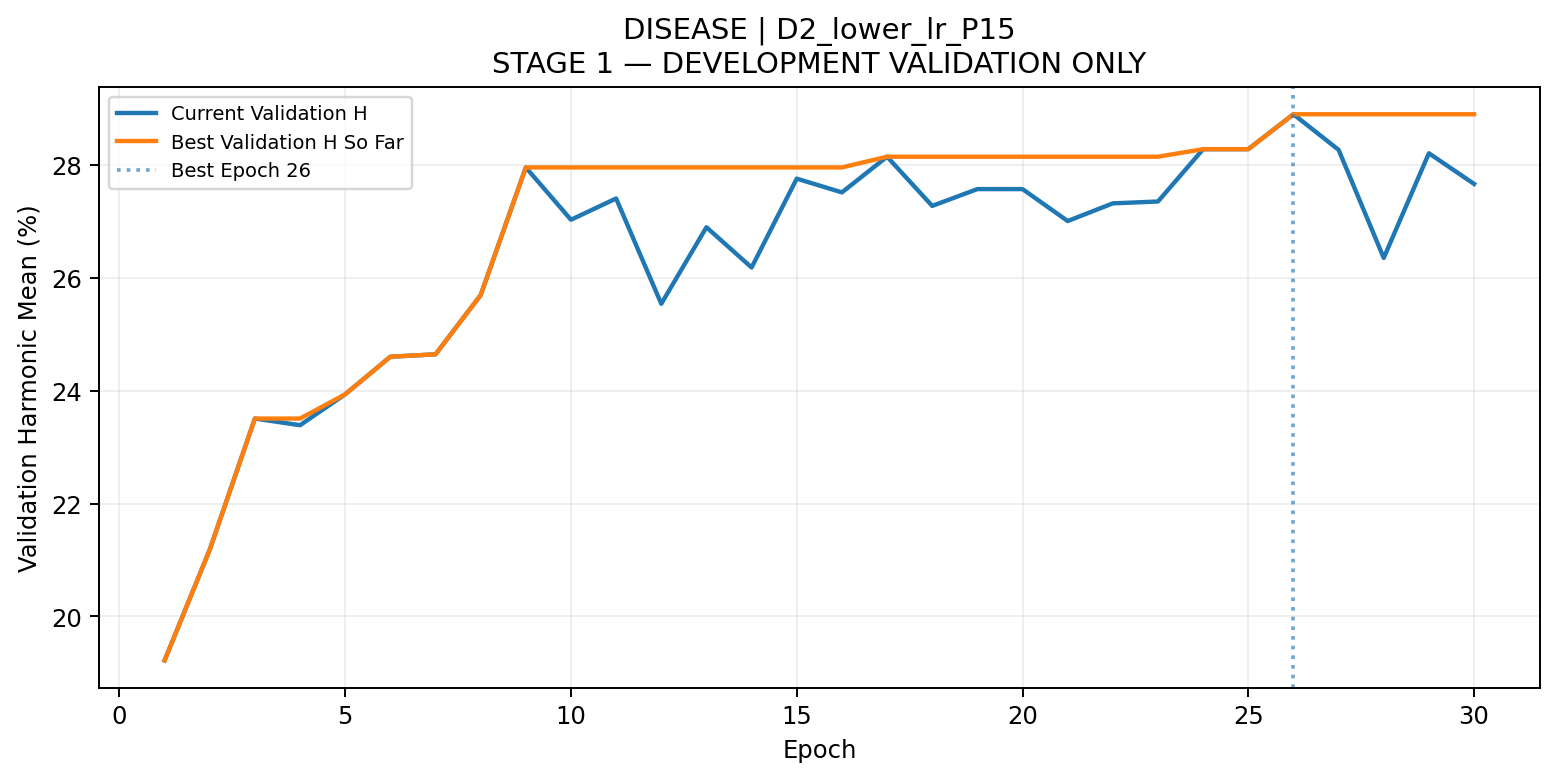 DISEASE | D2_lower_lr_P15
STAGE 1 — DEVELOPMENT VALIDATION ONLY
Current Validation H
Best Validation H So Far
Best Epoch 26
Validation Harmonic Mean (%)
28
26
24
22
20
0 5 10 15 20 25 30
Epoch